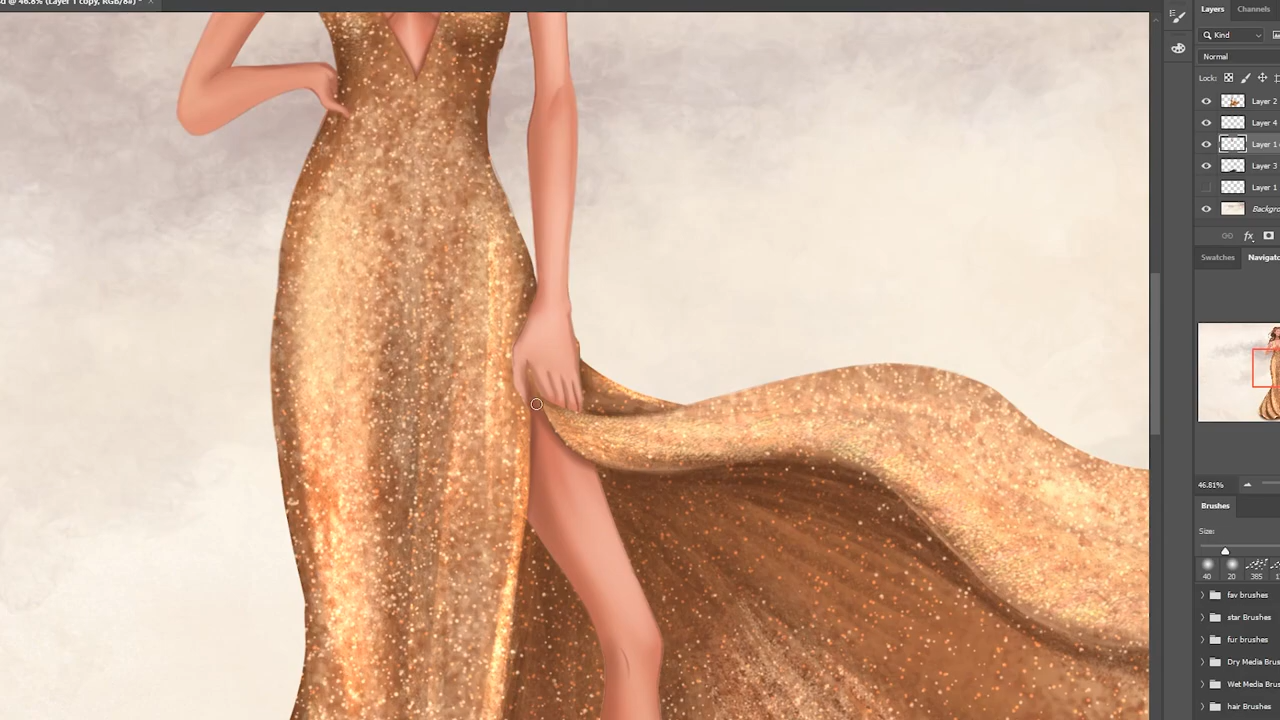 @ 46.8% (Layer 1 copy, RGB/8#) *
Layers Channels
Kind
Normal
Lock:
Layer 2
Layer 4
Layer 1
Layer 3
Layer 1
Backgro
fx
Swatches Navigato
46.81%
Brushes
Size:
40 20 385
fav brushes
star Brushes
fur brushes
Dry Media Brus
Wet Media Brus
hair Brushes